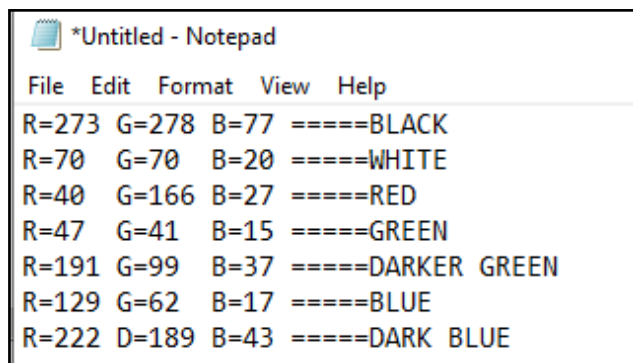 *Untitled - Notepad
File Edit Format View Help
R=273 G=278 B=77 =====BLACK
R=70  G=70  B=20 =====WHITE
R=40  G=166 B=27 =====RED
R=47  G=41  B=15 =====GREEN
R=191 G=99  B=37 =====DARKER GREEN
R=129 G=62  B=17 =====BLUE
R=222 D=189 B=43 =====DARK BLUE